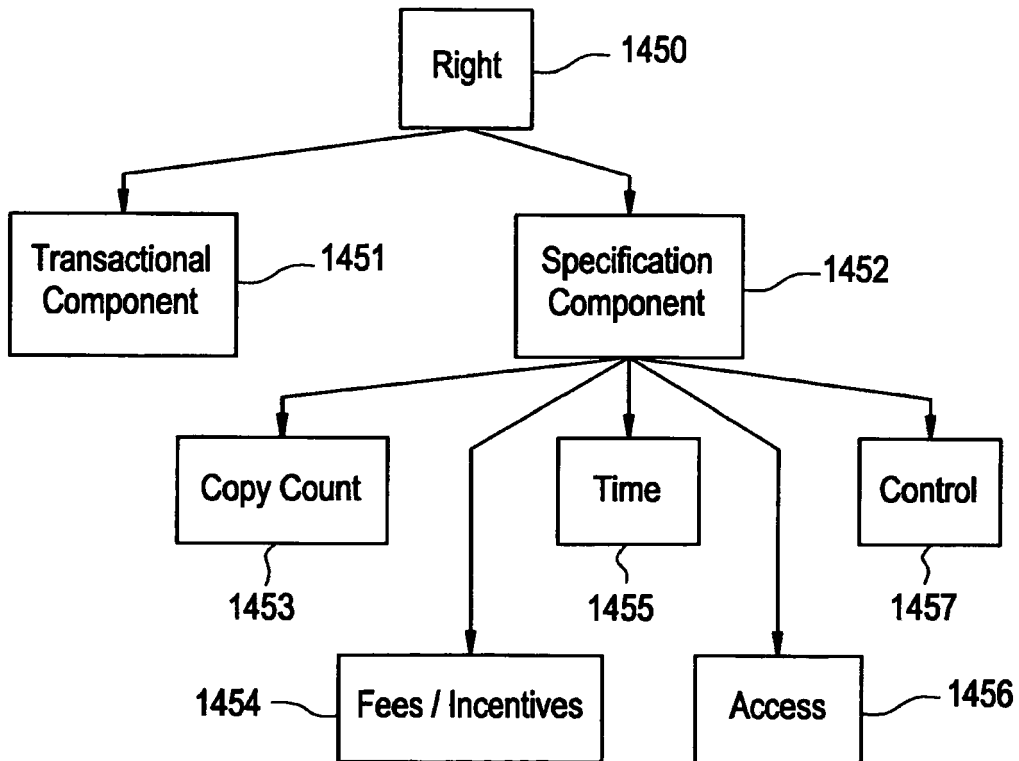 Right
1450
Transactional
Component
1451
Specification
Component
1452
Copy Count
Time
Control
1453
1455
1457
1454
Fees / Incentives
Access
1456